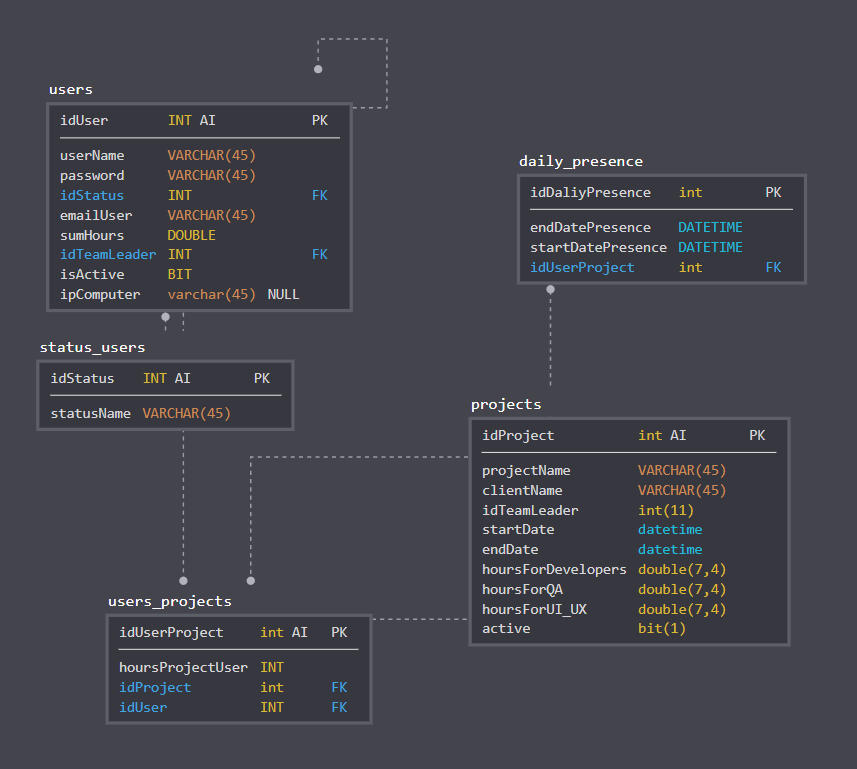 users
idUser INT AI PK
userName VARCHAR(45)
password VARCHAR(45)
idStatus INT FK
emailUser VARCHAR(45)
sumHours DOUBLE
idTeamLeader INT FK
isActive BIT
ipComputer varchar(45) NULL
daily_presence
idDaliyPresence int PK
endDatePresence DATETIME
startDatePresence DATETIME
idUserProject int FK
status_users
idStatus INT AI PK
statusName VARCHAR(45)
projects
idProject int AI PK
projectName VARCHAR(45)
clientName VARCHAR(45)
idTeamLeader int(11)
startDate datetime
endDate datetime
hoursForDevelopers double(7,4)
hoursForQA double(7,4)
hoursForUI_UX double(7,4)
active bit(1)
users_projects
idUserProject int AI PK
hoursProjectUser INT
idProject int FK
idUser INT FK